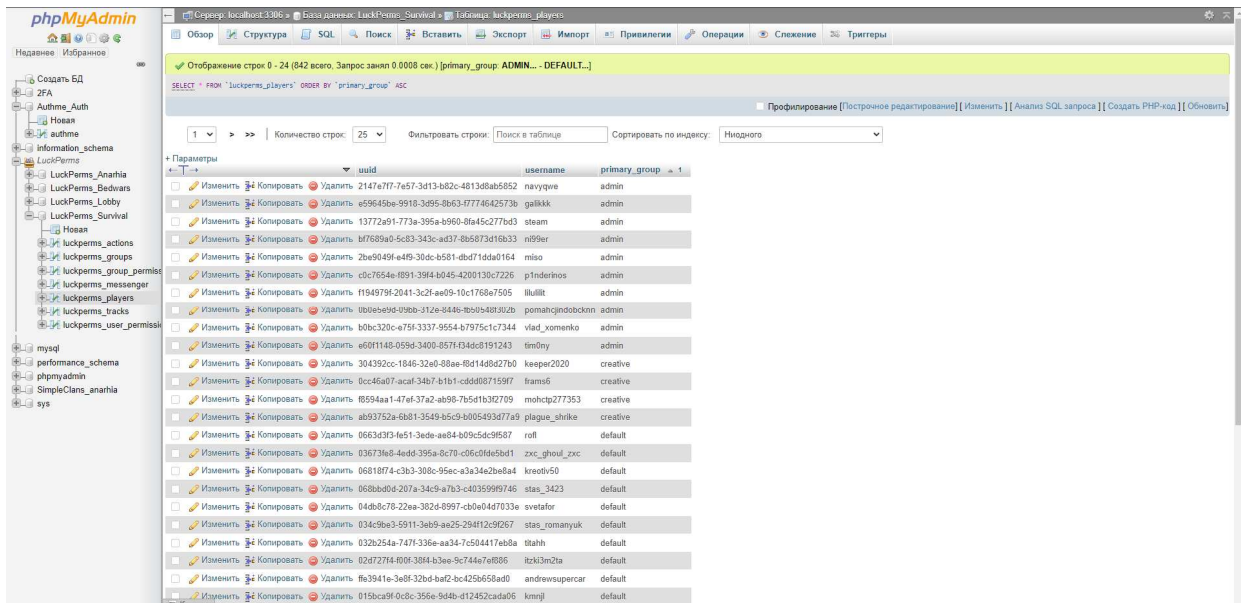 phpMyAdmin
Недавнее Избранное
Создать БД
2FA
Authme_Auth
Новая
authme
information_schema
LuckPerms
LuckPerms_Anarhia
LuckPerms_Bedwars
LuckPerms_Lobby
LuckPerms_Survival
Новая
luckperms_actions
luckperms_groups
luckperms_group_permiss
luckperms_messenger
luckperms_players
luckperms_tracks
luckperms_user_permissi
mysql
performance_schema
phpmyadmin
SimpleClans_anarhia
sys
Сервер: localhost:3306 » База данных: LuckPerms_Survival » Таблица: luckperms_players
Обзор Структура SQL Поиск Вставить Экспорт Импорт Привилегии Операции Слежение Триггеры
Отображение строк 0 - 24 (842 всего, Запрос занял 0.0008 сек.) [primary_group: ADMIN... - DEFAULT...]
SELECT * FROM `luckperms_players` ORDER BY `primary_group` ASC
Профилирование [Построчное редактирование] [ Изменить ] [ Анализ SQL запроса ] [ Создать PHP-код ] [ Обновить]
1 > >> | Количество строк: 25 Фильтровать строки: Поиск в таблице Сортировать по индексу: Ниодного
+ Параметры
←T→ uuid username primary_group 1
Изменить Копировать Удалить 2147e7f7-7e57-3d13-b82c-4813d8ab5852 navyqwe admin
Изменить Копировать Удалить e59645be-9918-3d95-8b63-f7774642573b galikkk admin
Изменить Копировать Удалить 13772a91-773a-395a-b960-8fa45c277bd3 steam admin
Изменить Копировать Удалить bf7689a0-5c83-343c-ad37-8b5873d16b33 ni99er admin
Изменить Копировать Удалить 2be9049f-e4f9-30dc-b581-dbd71dda0164 miso admin
Изменить Копировать Удалить c0c7654e-f891-39f4-b045-4200130c7226 p1nderinos admin
Изменить Копировать Удалить f194979f-2041-3c2f-ae09-10c1768e7505 admin
Изменить Копировать Удалить 0b0e5e9d-09bb-312e-8446-fb505481302b pomahcjindobcknn admin
Изменить Копировать Удалить b0bc320c-e75f-3337-9554-b7975c1c7344 vlad_xomenko admin
Изменить Копировать Удалить e60f1148-059d-3400-857f-f34dc8191243 tim0ny admin
Изменить Копировать Удалить 304392cc-1846-32e0-88ae-f8d14d8d27b0 keeper2020 creative
Изменить Копировать Удалить 0cc46a07-acaf-34b7-b1b1-cddd087159f7 frams6 creative
Изменить Копировать Удалить f8594aa1-47ef-37a2-ab98-7b5d1b3f2709 mohctp277353 creative
Изменить Копировать Удалить ab93752a-6b81-3549-b5c9-b005493d77a9 plague_shrike creative
Изменить Копировать Удалить 0663d3f3-fe51-3ede-ae84-b09c5dc9f587 rofl default
Изменить Копировать Удалить 03673fe8-4edd-395a-8c70-c06c0fde5bd1 zxc_ghoul_zxc default
Изменить Копировать Удалить 06818f74-c3b3-308c-95ec-a3a34e2be8a4 kreotiv50 default
Изменить Копировать Удалить 068bbd0d-207a-34c9-a7b3-c403599f9746 stas_3423 default
Изменить Копировать Удалить 04db8c78-22ea-382d-8997-cb0e04d7033e svetafor default
Изменить Копировать Удалить 034c9be3-5911-3eb9-ae25-294f12c9f267 stas_romanyuk default
Изменить Копировать Удалить 032b254a-747f-336e-aa34-7c504417eb8a titahh default
Изменить Копировать Удалить 02d727f4-f00f-38f4-b3ee-9c744e7ef886 itzki3m2ta default
Изменить Копировать Удалить ffe3941e-3e8f-32bd-baf2-bc425b658ad0 andrewsupercar default
Изменить Копировать Удалить 015bca9f-0c8c-356e-9d4b-d12452cada06 kmnjl default